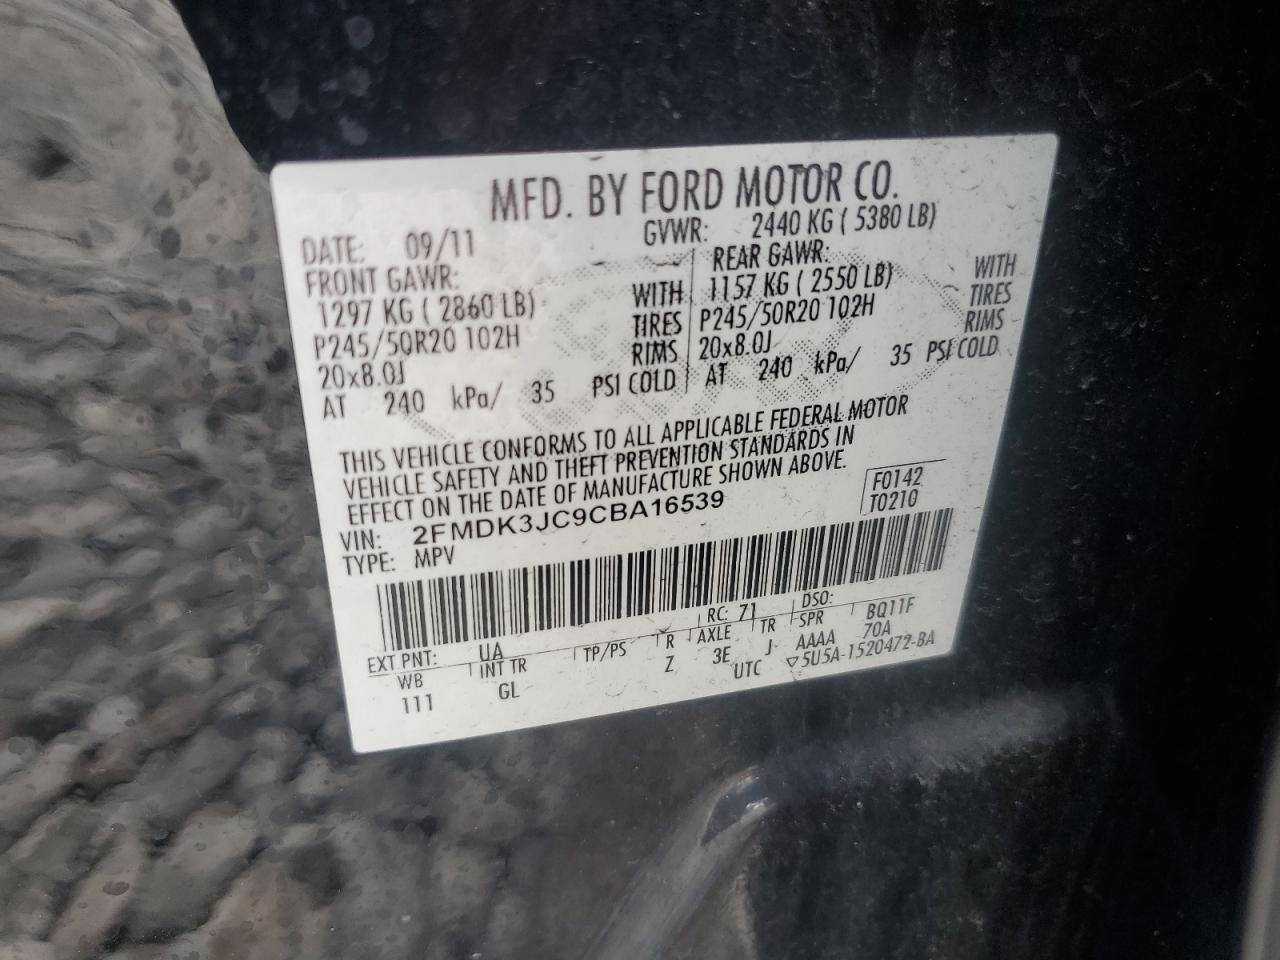 MFD. BY FORD MOTOR CO.
DATE: 09/11 GVWR: 2440 KG ( 5380 LB)
FRONT GAWR: REAR GAWR:
1297 KG ( 2860 LB) WITH 1157 KG ( 2550 LB) WITH
P245/50R20 102H TIRES P245/50R20 102H TIRES
20x8.0J RIMS 20x8.0J RIMS
AT 240 kPa/ 35 PSI COLD AT 240 kPa/ 35 PSI COLD
THIS VEHICLE CONFORMS TO ALL APPLICABLE FEDERAL MOTOR
VEHICLE SAFETY AND THEFT PREVENTION STANDARDS IN
EFFECT ON THE DATE OF MANUFACTURE SHOWN ABOVE.
VIN: 2FMDK3JC9CBA16539 F0142
TYPE: MPV T0210
EXT PNT: UA RC: 71 DSO:
WB INT TR TP/PS R AXLE TR SPR BQ11F
111 GL Z 3E J AAAA 70A
UTC ▽5U5A-1520472-BA